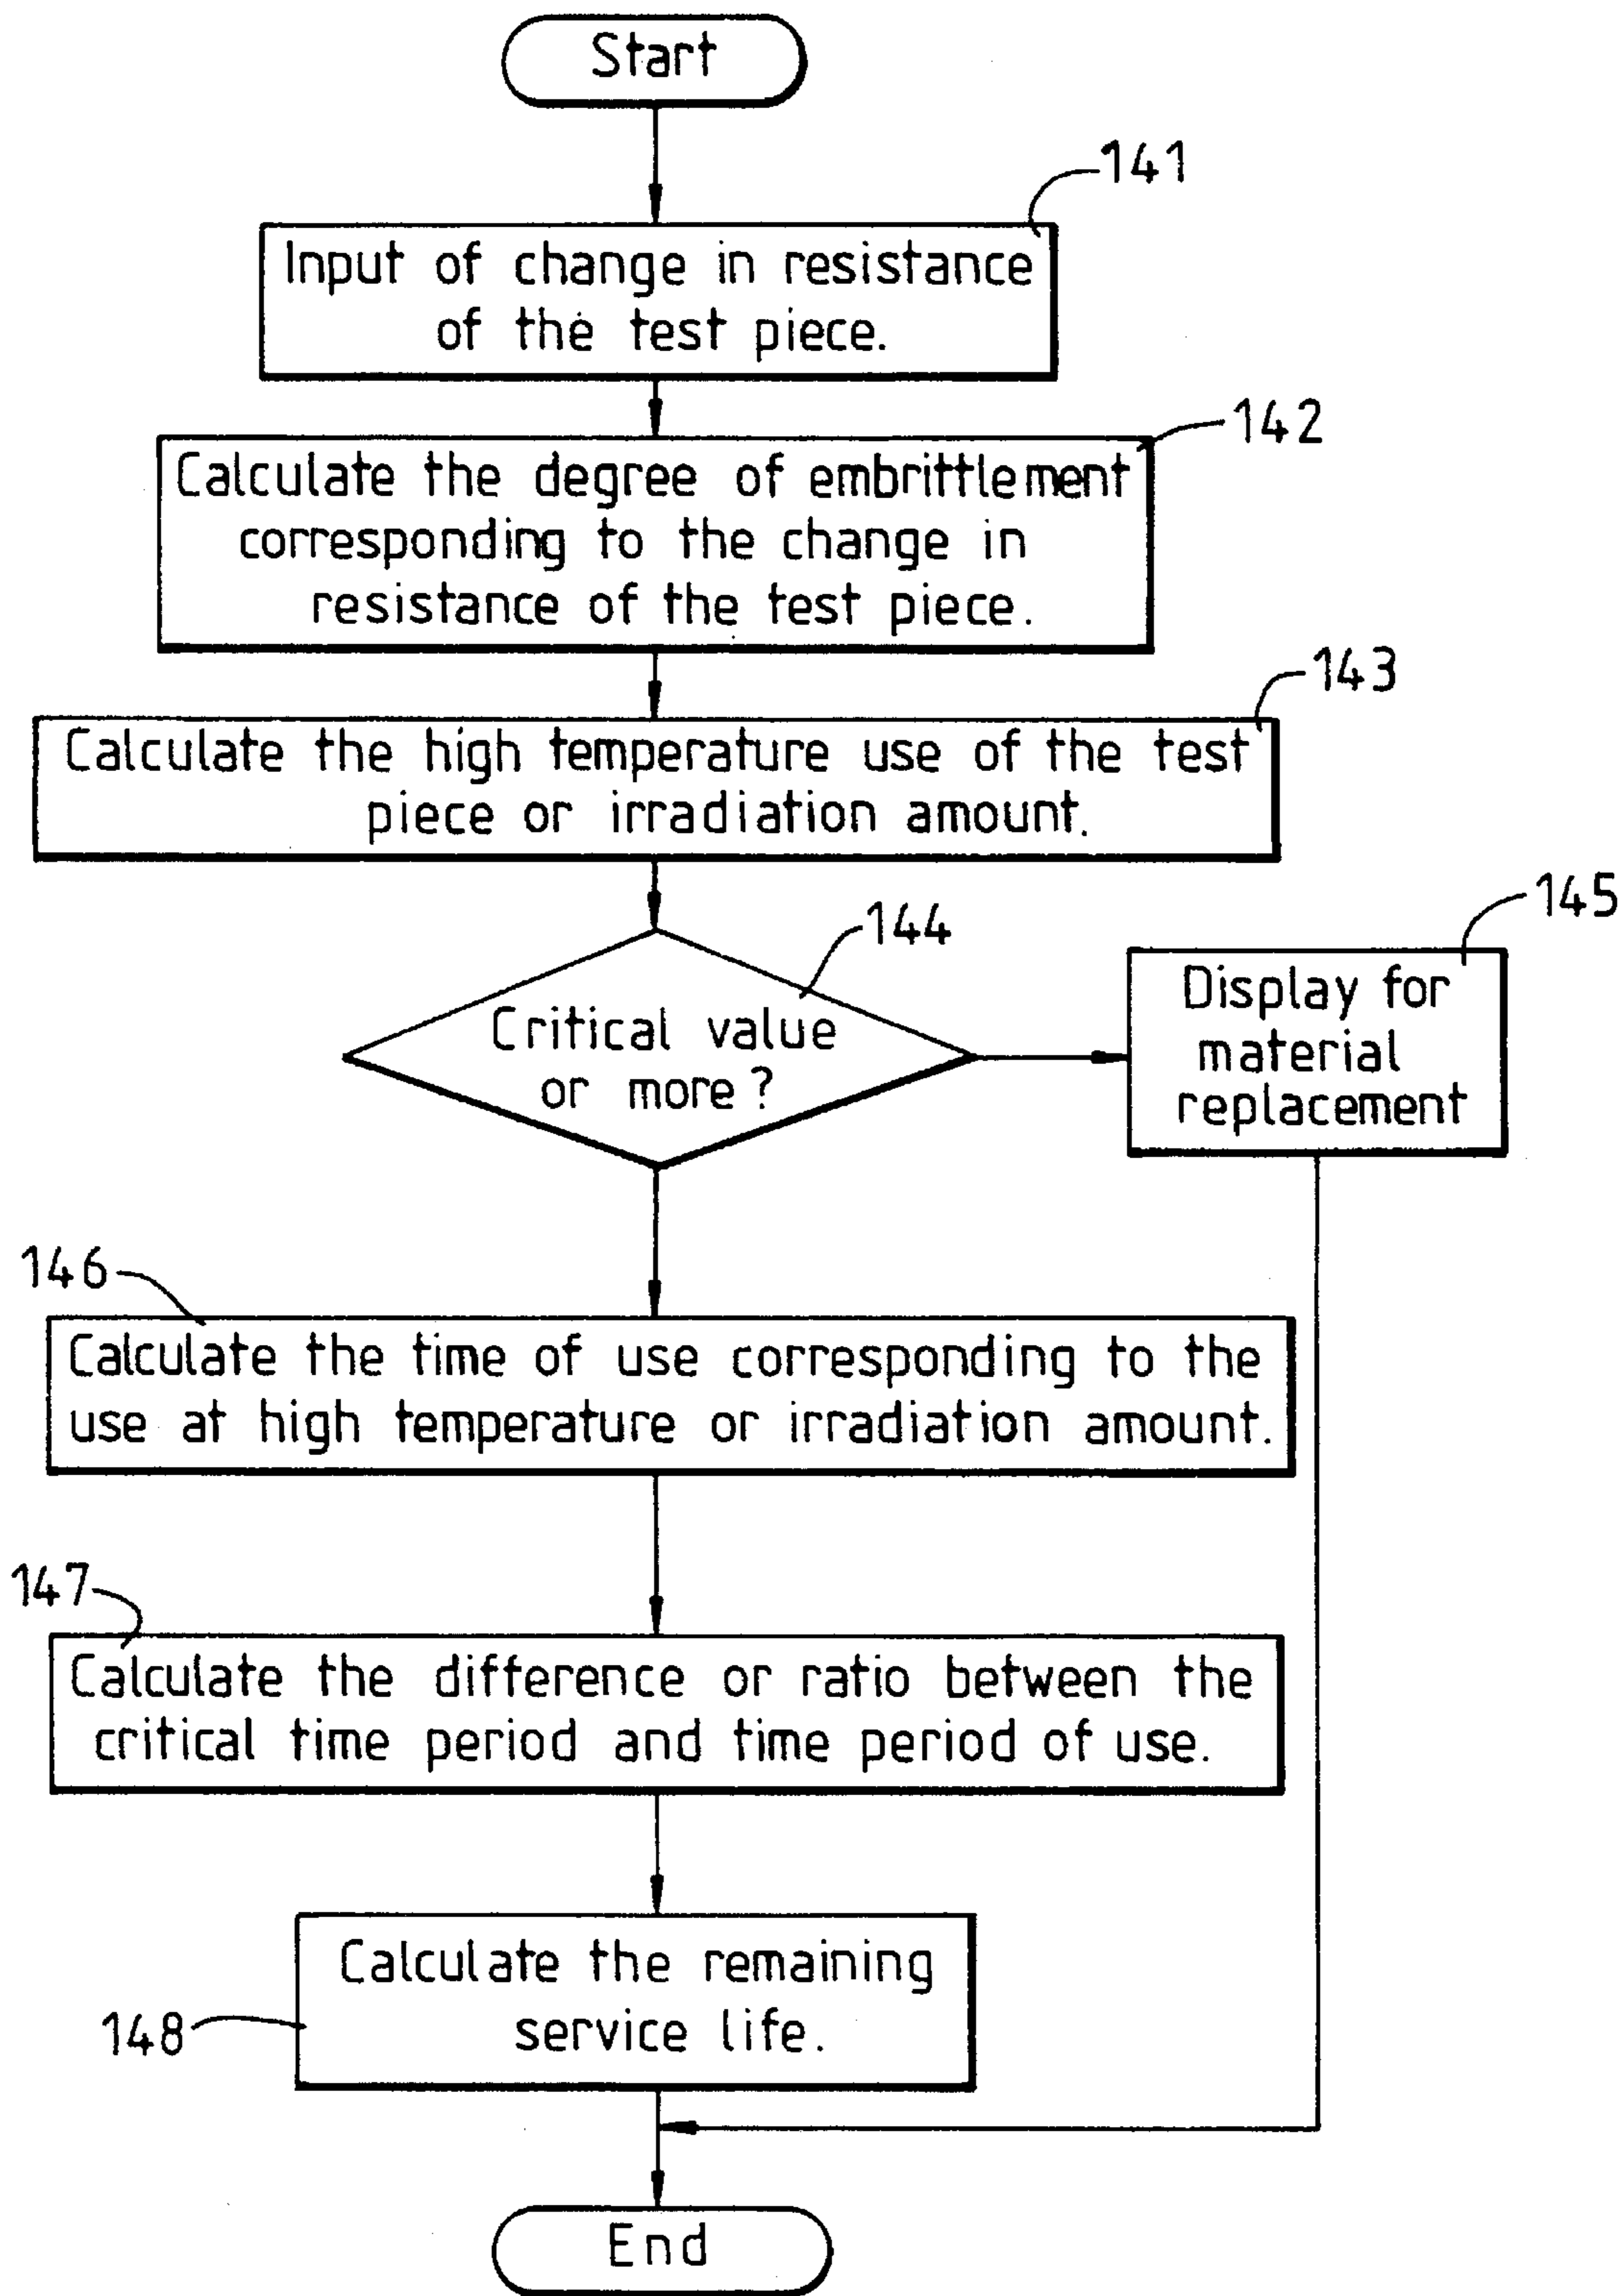 Start
141
Input of change in resistance
of the test piece.
142
Calculate the degree of embrittlement
corresponding to the change in
resistance of the test piece.
143
Calculate the high temperature use of the test
piece or irradiation amount.
144
Critical value
or more?
145
Display for
material
replacement
146
Calculate the time of use corresponding to the
use at high temperature or irradiation amount.
147
Calculate the difference or ratio between the
critical time period and time period of use.
148
Calculate the remaining
service life.
End